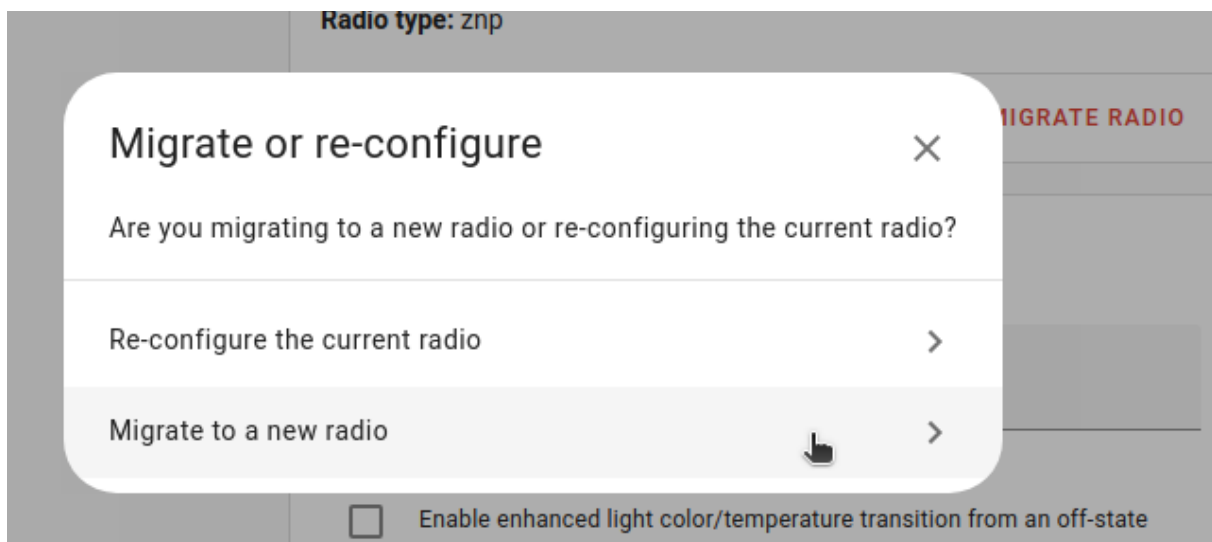 Radio type: znp
MIGRATE RADIO
Migrate or re-configure
Are you migrating to a new radio or re-configuring the current radio?
Re-configure the current radio
Migrate to a new radio
Enable enhanced light color/temperature transition from an off-state